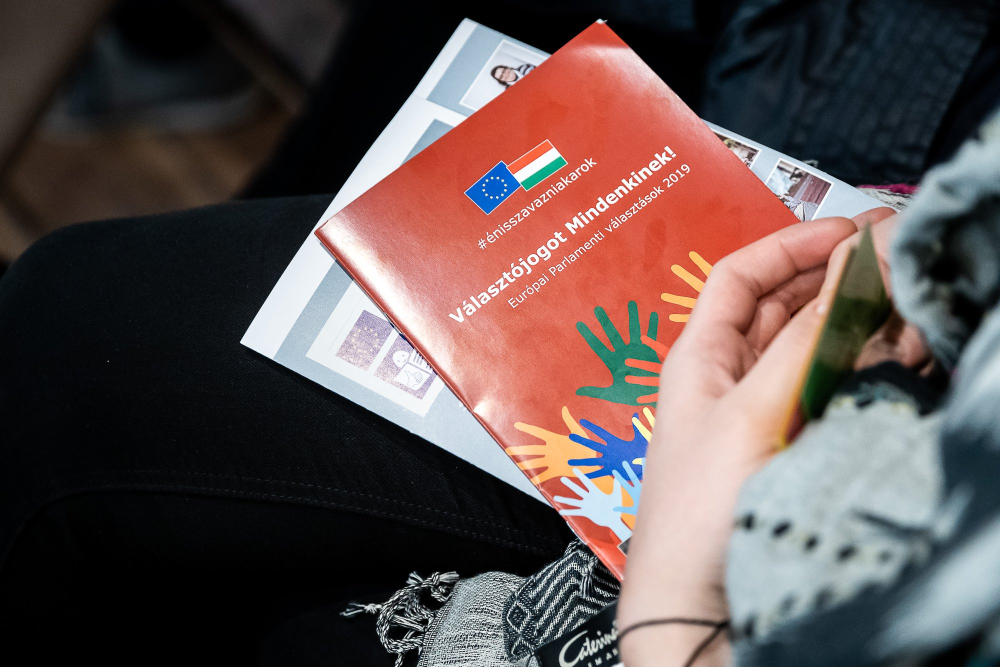 #énisszavazniakarok
Választójogot Mindenkinek!
Európai Parlamenti választások 2019